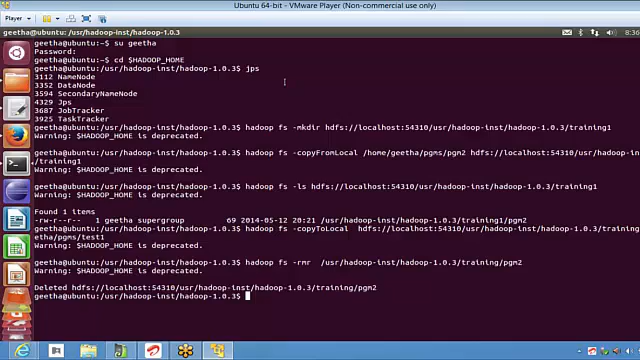 Ubuntu 64-bit - VMware Player (Non-commercial use only)
Player
geetha@ubuntu: /usr/hadoop-inst/hadoop-1.0.3
8:36
geetha@ubuntu:~$ su geetha
Password:
geetha@ubuntu:~$ cd $HADOOP_HOME
geetha@ubuntu:/usr/hadoop-inst/hadoop-1.0.3$ jps
3112 NameNode
3352 DataNode
3594 SecondaryNameNode
4329 Jps
3687 JobTracker
3925 TaskTracker
geetha@ubuntu:/usr/hadoop-inst/hadoop-1.0.3$ hadoop fs -mkdir hdfs://localhost:54310/usr/hadoop-inst/hadoop-1.0.3/training1
Warning: $HADOOP_HOME is deprecated.
geetha@ubuntu:/usr/hadoop-inst/hadoop-1.0.3$ hadoop fs -copyFromLocal /home/geetha/pgms/pgm2 hdfs://localhost:54310/usr/hadoop-inst/hadoop-1.0.3
/training1
Warning: $HADOOP_HOME is deprecated.
geetha@ubuntu:/usr/hadoop-inst/hadoop-1.0.3$ hadoop fs -ls hdfs://localhost:54310/usr/hadoop-inst/hadoop-1.0.3/training1
Warning: $HADOOP_HOME is deprecated.
Found 1 items
-rw-r--r-- 1 geetha supergroup 69 2014-05-12 20:21 /usr/hadoop-inst/hadoop-1.0.3/training1/pgm2
geetha@ubuntu:/usr/hadoop-inst/hadoop-1.0.3$ hadoop fs -copyToLocal hdfs://localhost:54310/usr/hadoop-inst/hadoop-1.0.3/training
etha/pgms/test1
Warning: $HADOOP_HOME is deprecated.
geetha@ubuntu:/usr/hadoop-inst/hadoop-1.0.3$ hadoop fs -rmr /usr/hadoop-inst/hadoop-1.0.3/training/pgm2
Warning: $HADOOP_HOME is deprecated.
Deleted hdfs://localhost:54310/usr/hadoop-inst/hadoop-1.0.3/training/pgm2
geetha@ubuntu:/usr/hadoop-inst/hadoop-1.0.3$